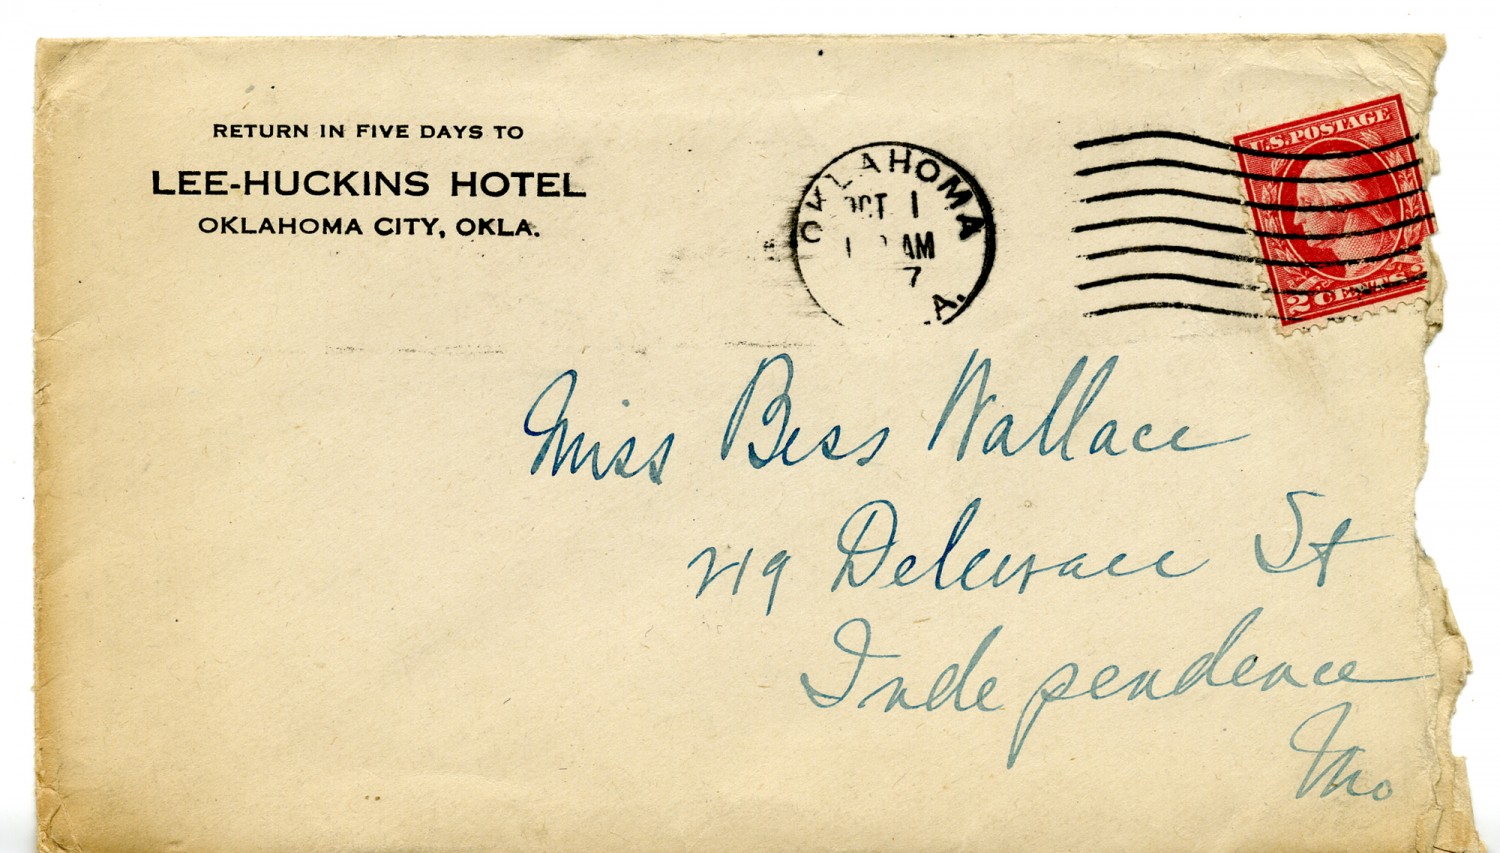 RETURN IN FIVE DAYS TO
LEE-HUCKINS HOTEL
OKLAHOMA CITY, OKLA.
OKLAHOMA
OCT 1
AM
7
A.
U.S. POSTAGE
2 CENTS 2
Miss Bess Wallace
219 Delaware St
Independence
Mo